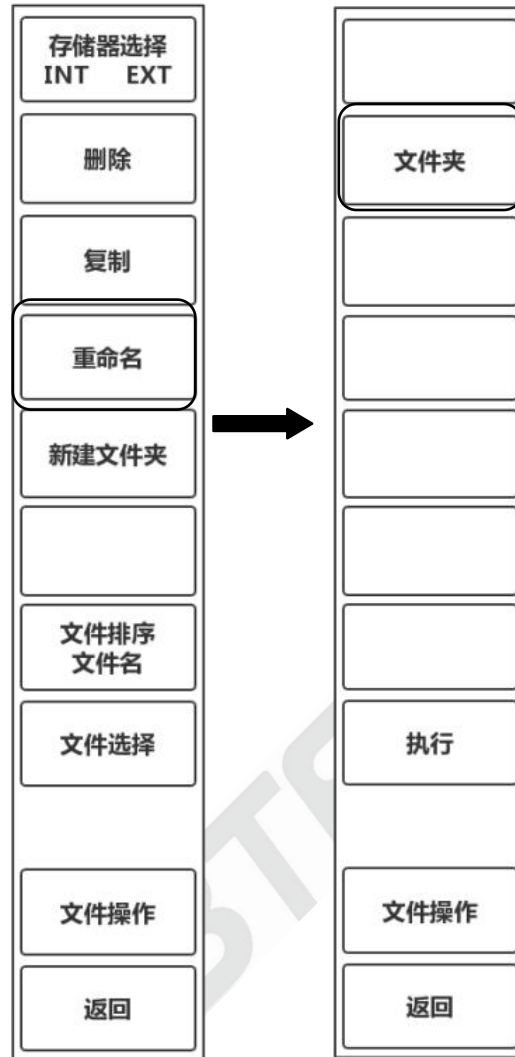 存储器选择
INT EXT
删除
复制
重命名
新建文件夹
文件排序
文件名
文件选择
文件操作
返回
文件夹
执行
文件操作
返回